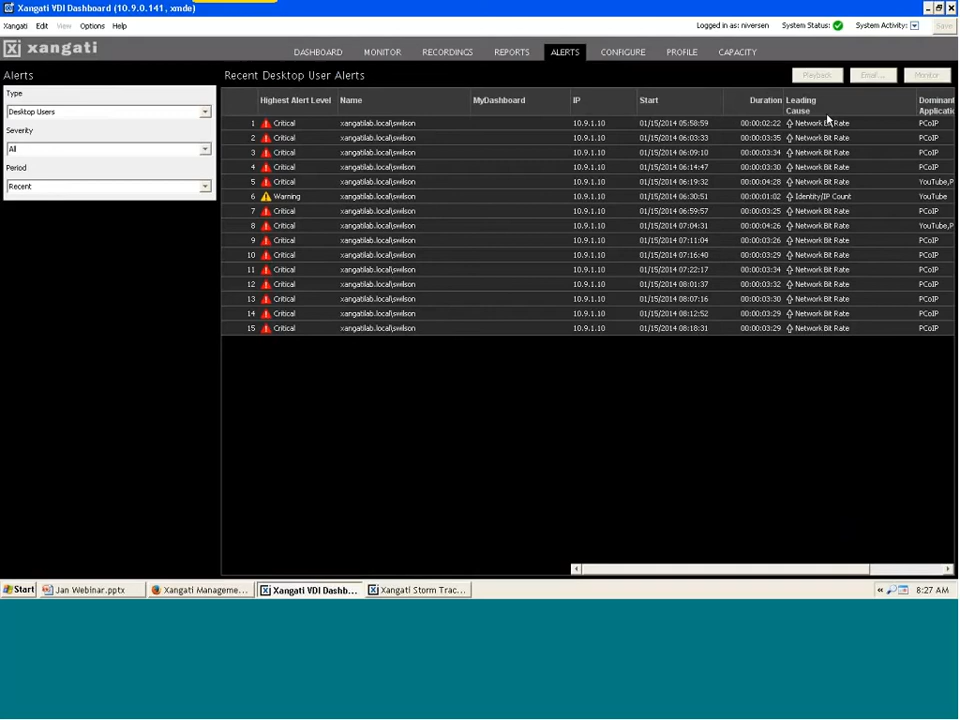 Xangati VDI Dashboard (10.9.0.141, xmde)
Xangati Edit View Options Help Logged in as: niversen System Status: System Activity: Save
xangati DASHBOARD MONITOR RECORDINGS REPORTS ALERTS CONFIGURE PROFILE CAPACITY
Alerts Recent Desktop User Alerts Playback Email ... Monitor
Type
Desktop Users
Severity
All
Period
Recent
Highest Alert Level Name MyDashboard IP Start Duration Leading Cause Dominant
1 Critical xangatilab.local\swilson 10.9.1.10 01/15/2014 05:58:59 00:00:02:22 Network Bit Rate PCoIP
2 Critical xangatilab.local\swilson 10.9.1.10 01/15/2014 06:03:33 00:00:03:35 Network Bit Rate PCoIP
3 Critical xangatilab.local\swilson 10.9.1.10 01/15/2014 06:09:10 00:00:03:34 Network Bit Rate PCoIP
4 Critical xangatilab.local\swilson 10.9.1.10 01/15/2014 06:14:47 00:00:03:30 Network Bit Rate PCoIP
5 Critical xangatilab.local\swilson 10.9.1.10 01/15/2014 06:19:32 00:00:04:28 Network Bit Rate YouTube,P
6 Warning xangatilab.local\swilson 10.9.1.10 01/15/2014 06:30:51 00:00:01:02 Identity/IP Count YouTube
7 Critical xangatilab.local\swilson 10.9.1.10 01/15/2014 06:59:57 00:00:03:25 Network Bit Rate PCoIP
8 Critical xangatilab.local\swilson 10.9.1.10 01/15/2014 07:04:31 00:00:04:26 Network Bit Rate YouTube,P
9 Critical xangatilab.local\swilson 10.9.1.10 01/15/2014 07:11:04 00:00:03:26 Network Bit Rate PCoIP
10 Critical xangatilab.local\swilson 10.9.1.10 01/15/2014 07:16:40 00:00:03:29 Network Bit Rate PCoIP
11 Critical xangatilab.local\swilson 10.9.1.10 01/15/2014 07:22:17 00:00:03:34 Network Bit Rate PCoIP
12 Critical xangatilab.local\swilson 10.9.1.10 01/15/2014 08:01:37 00:00:03:32 Network Bit Rate PCoIP
13 Critical xangatilab.local\swilson 10.9.1.10 01/15/2014 08:07:16 00:00:03:30 Network Bit Rate PCoIP
14 Critical xangatilab.local\swilson 10.9.1.10 01/15/2014 08:12:52 00:00:03:29 Network Bit Rate PCoIP
15 Critical xangatilab.local\swilson 10.9.1.10 01/15/2014 08:18:31 00:00:03:29 Network Bit Rate PCoIP
Start Jan Webinar.pptx Xangati Manageme... Xangati VDI Dashb... Xangati Storm Trac... 8:27 AM